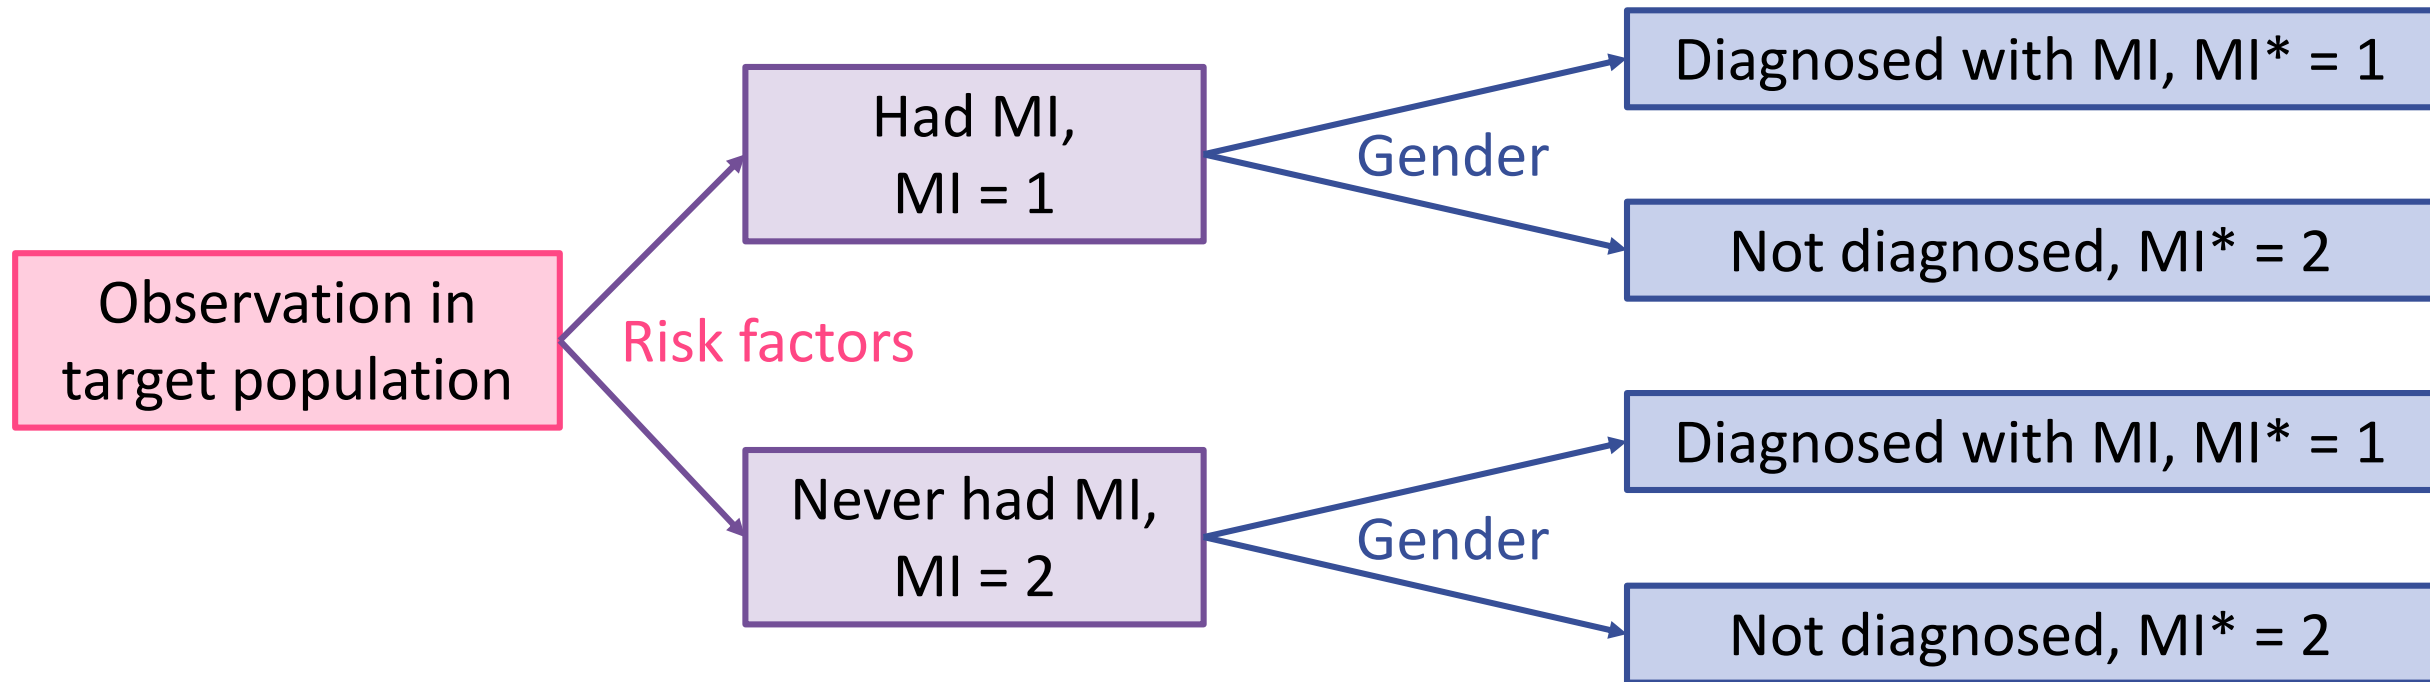 Observation in
target population
Risk factors
Had MI,
MI = 1
Never had MI,
MI = 2
Gender
Gender
Diagnosed with MI, MI* = 1
Not diagnosed, MI* = 2
Diagnosed with MI, MI* = 1
Not diagnosed, MI* = 2